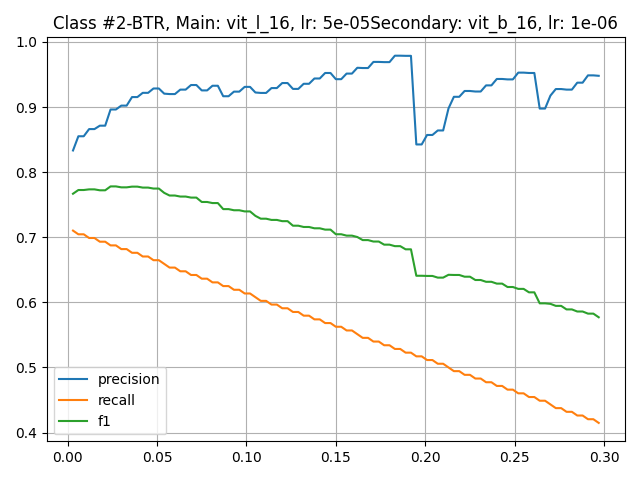 Class #2-BTR, Main: vit_l_16, lr: 5e-05Secondary: vit_b_16, lr: 1e-06
1.0
0.9
0.8
0.7
0.6
0.5
0.4
precision
recall
f1
0.00 0.05 0.10 0.15 0.20 0.25 0.30